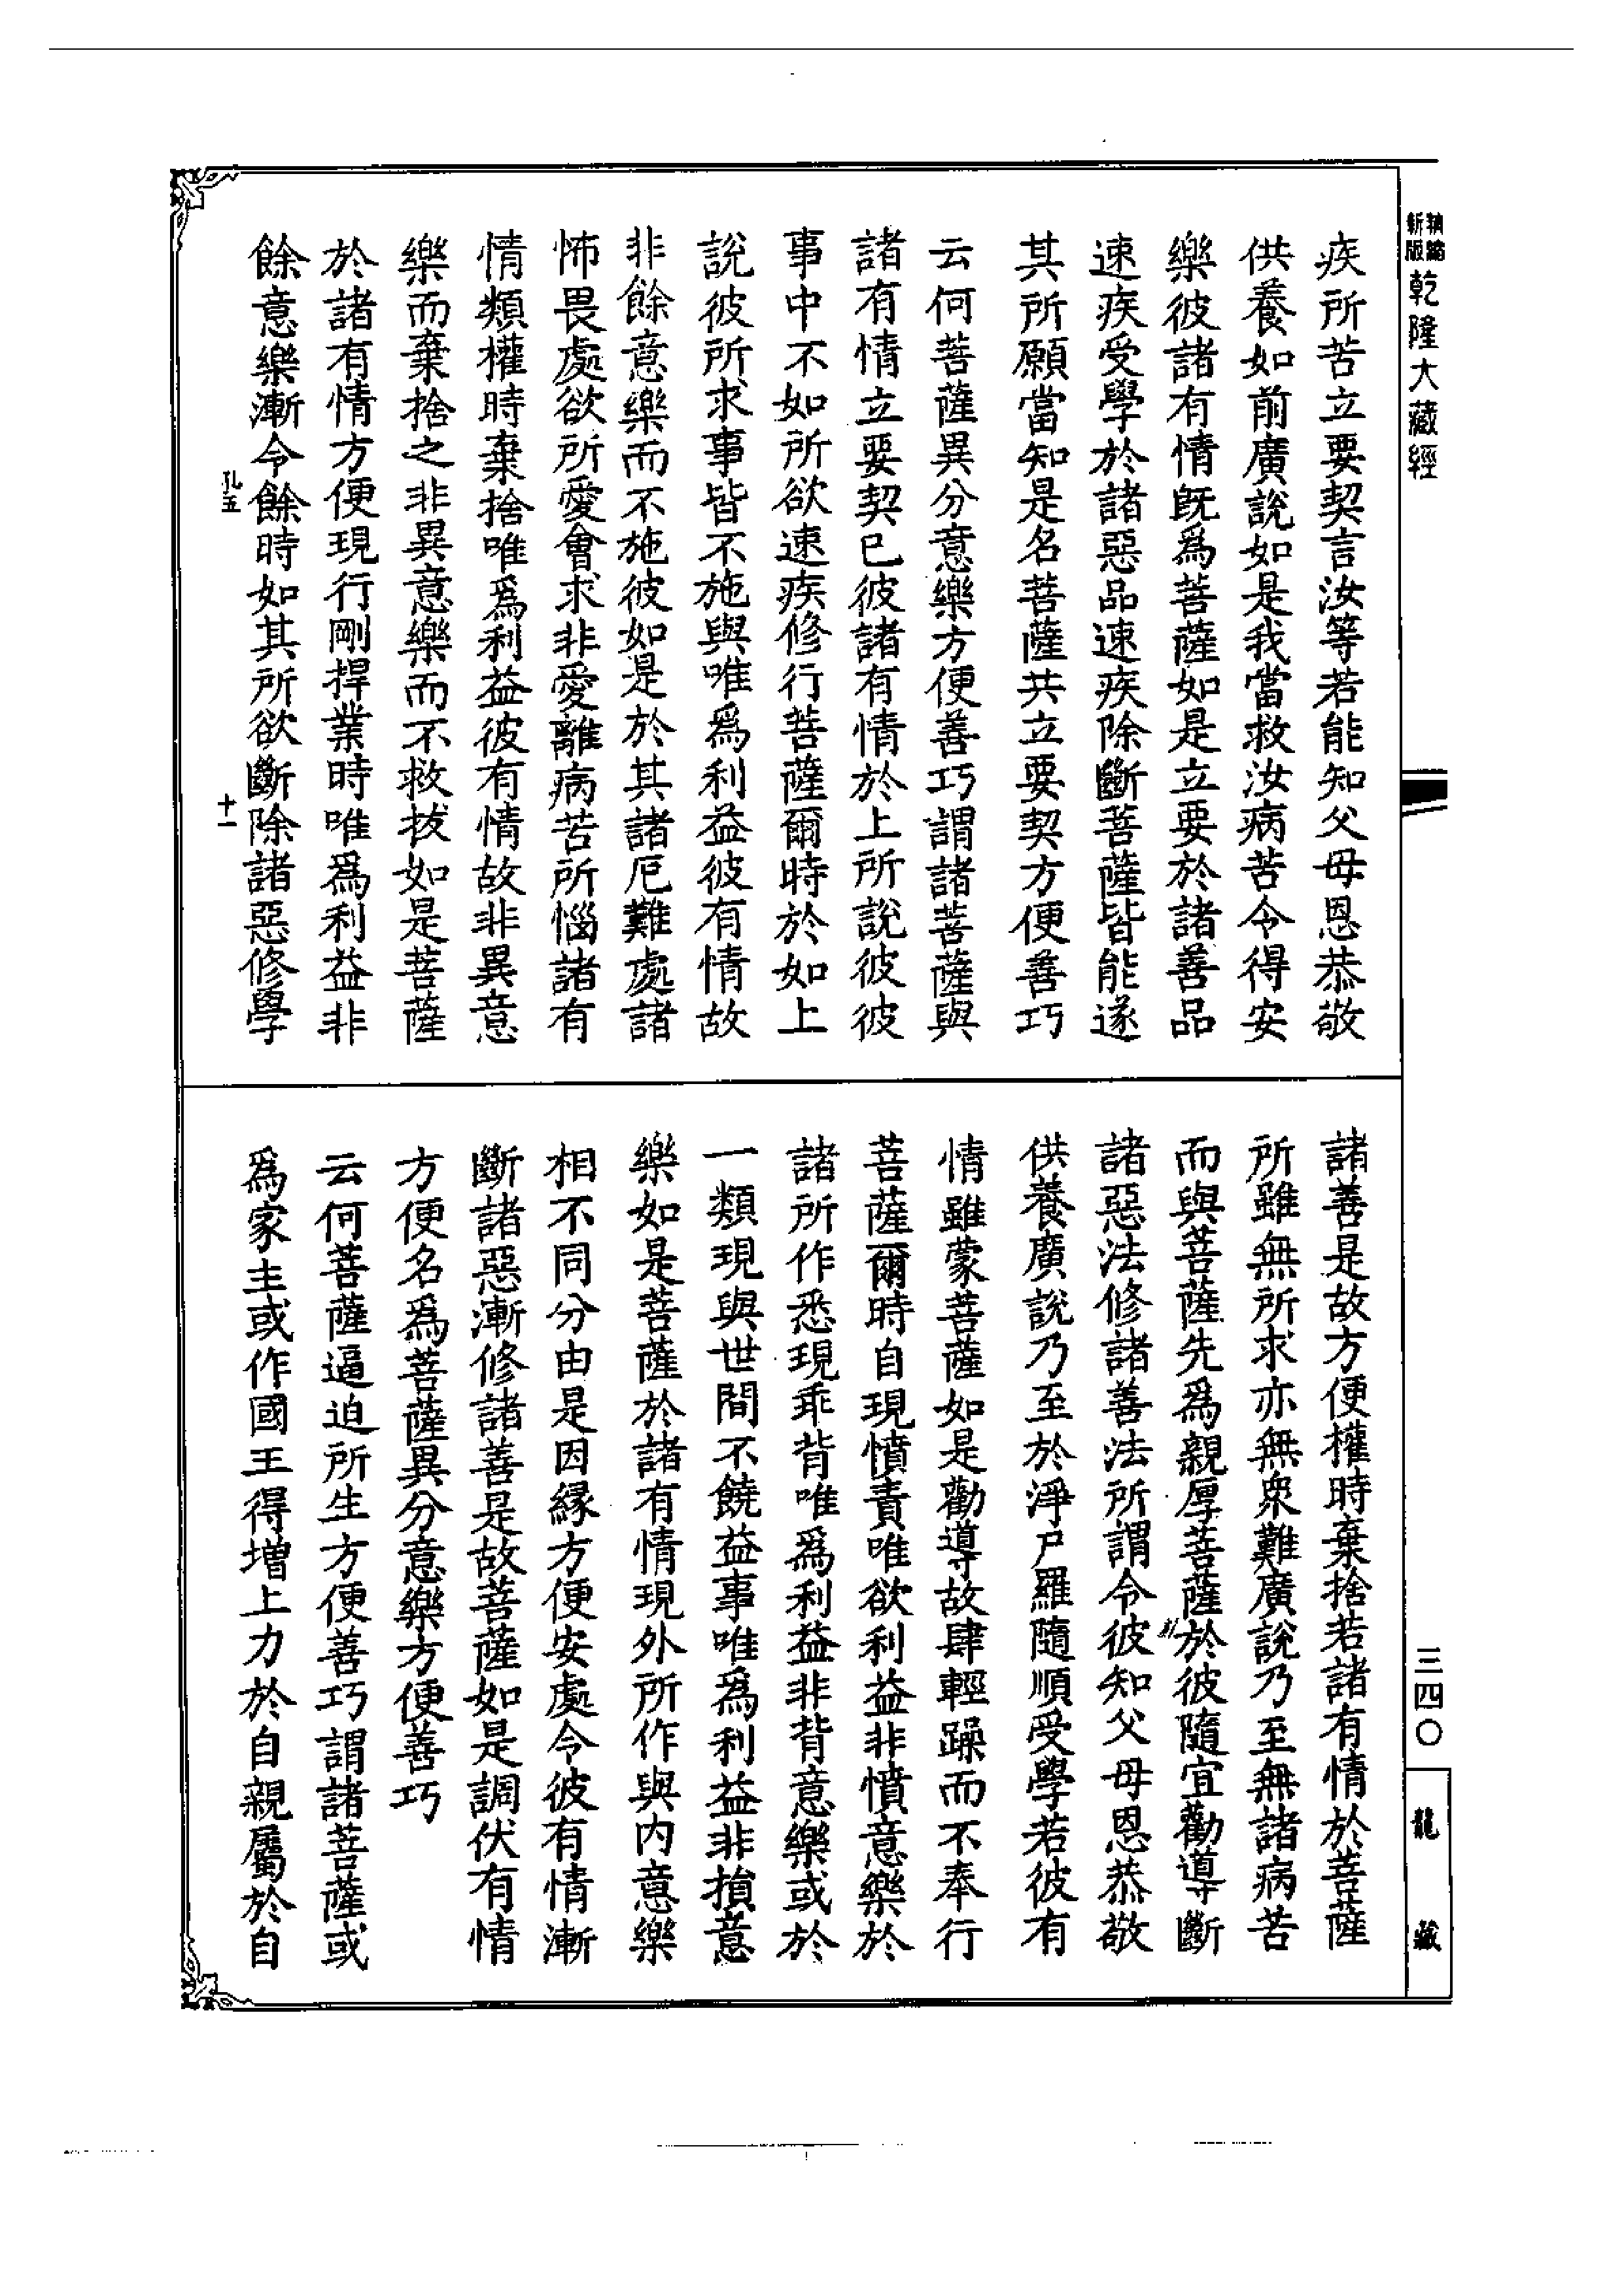 新版
精縮
乾隆大藏經
疾所苦立要契言汝等若能知父母恩恭敬
供養如前廣說如是我當救汝病苦令得安
樂彼諸有情旣爲菩薩如是立要於諸善品
速疾受學於諸惡品速疾除斷菩薩皆能遂
其所願當知是名菩薩共立要契方便善巧
云何菩薩異分意樂方便善巧謂諸菩薩與
諸有情立要契已彼諸有情於上所說彼彼
事中不如所欲速疾修行菩薩爾時於如上
說彼所求事皆不施與唯爲利益彼有情故
非餘意樂而不施彼如是於其諸厄難處諸
怖畏處欲所愛會求非愛離病苦所惱諸有
情類權時棄捨唯爲利益彼有情故非異意
樂而棄捨之非異意樂而不救拔如是菩薩
於諸有情方便現行剛捍業時唯爲利益非
餘意樂漸令餘時如其所欲斷除諸惡修學
孔五
十一
諸善是故方便權時棄捨若諸有情於菩薩
所雖無所求亦無衆難廣說乃至無諸病苦
而與菩薩先爲親厚菩薩於彼隨宜勸導斷
諸惡法修諸善法所謂令彼知父母恩恭敬
供養廣說乃至於淨尸羅隨順受學若彼有
情雖蒙菩薩如是勸導故肆輕躁而不奉行
菩薩爾時自現憤責唯欲利益非憤意樂於
諸所作悉現乖背唯爲利益非背意樂或於
一類現與世間不饒益事唯爲利益非損意
樂如是菩薩於諸有情現外所作與內意樂
相不同分由是因緣方便安處令彼有情漸
斷諸惡漸修諸善是故菩薩如是調伏有情
方便名爲菩薩異分意樂方便善巧
云何菩薩逼迫所生方便善巧謂諸菩薩或
爲家主或作國王得增上力於自親屬於自
三四〇
龍藏